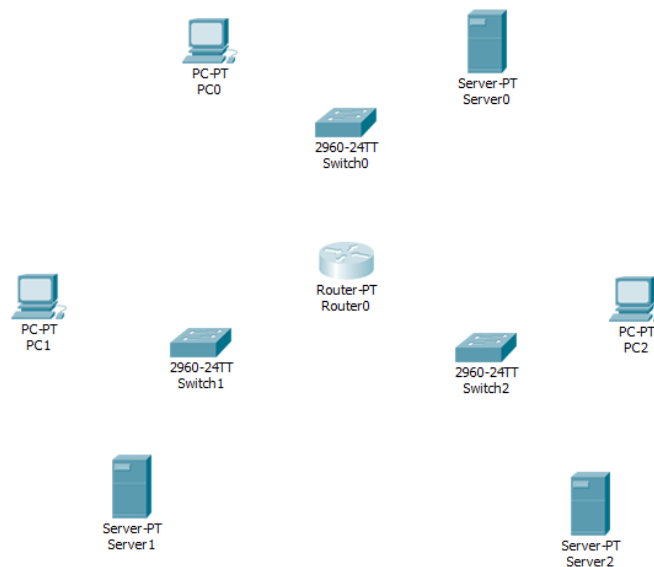 PC-PT
PC0
Server-PT
Server0
2960-24TT
Switch0
Router-PT
Router0
PC-PT
PC1
PC-PT
PC2
2960-24TT
Switch1
2960-24TT
Switch2
Server-PT
Server1
Server-PT
Server2